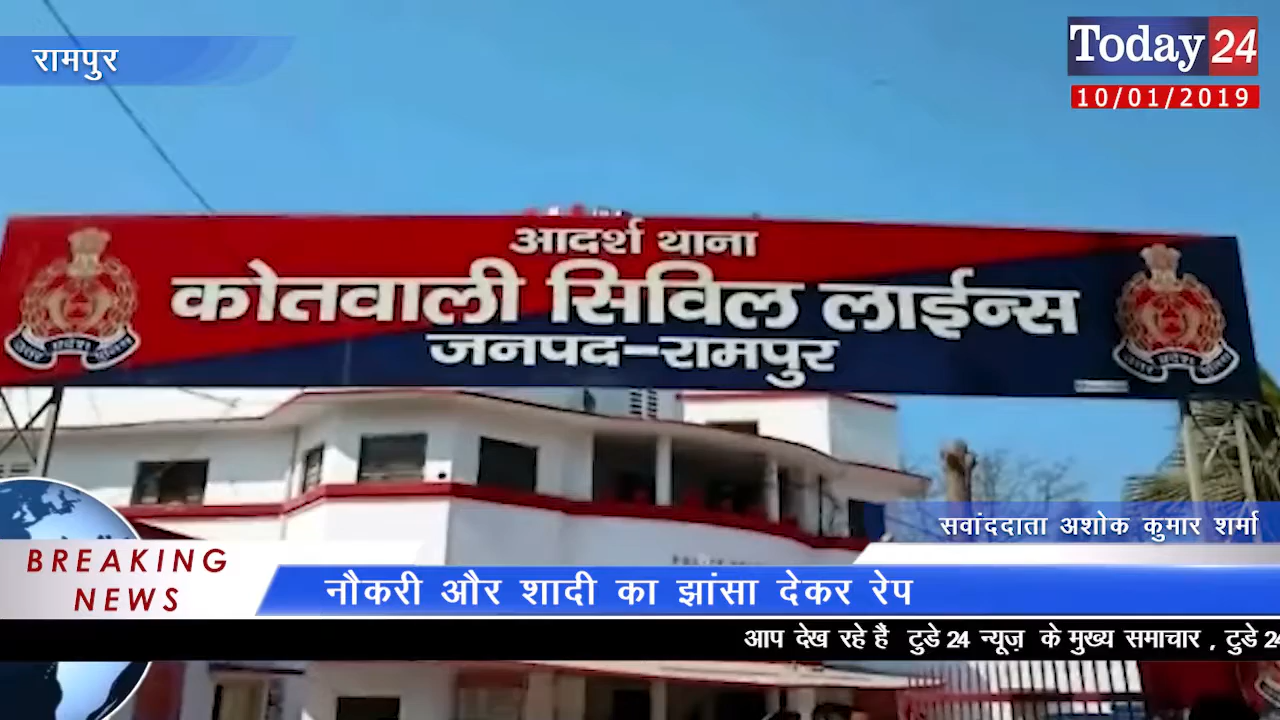 रामपुर
Today 24
10/01/2019
आदर्श थाना
कोतवाली सिविल लाईन्स
जनपद-रामपुर
सवांददाता अशोक कुमार शर्मा
BREAKING
NEWS
नौकरी और शादी का झांसा देकर रेप
आप देख रहे हैं टुडे 24 न्यूज़ के मुख्य समाचार , टुडे 24